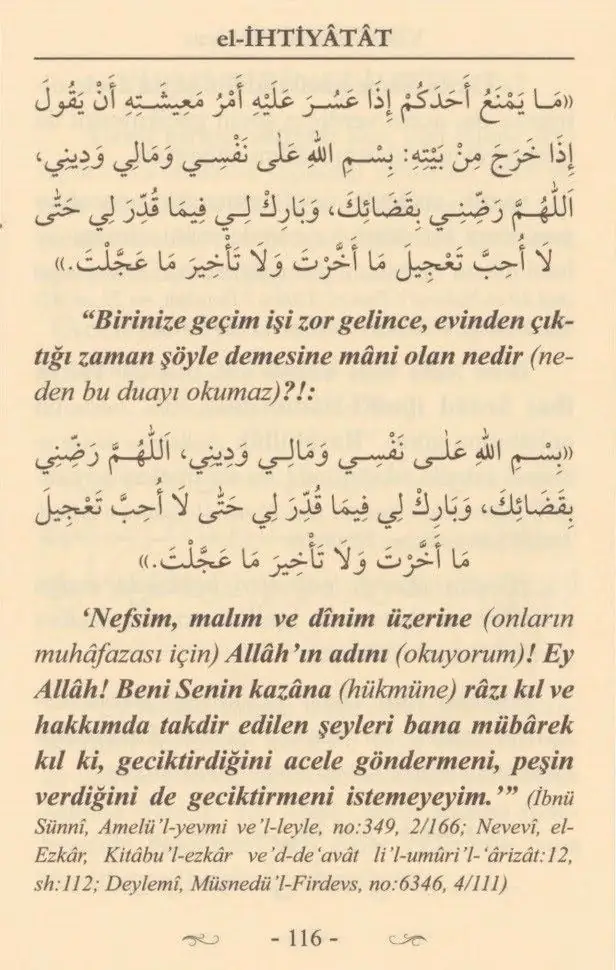 el-İHTİYÂTÂT
«مَـا يَمْنَعُ أَحَدَكُمْ إِذَا عَسُـرَ عَلَيْهِ أَمْرُ مَعِيشَـتِهِ أَنْ يَقُولَ
إِذَا خَرَجَ مِنْ بَيْتِهِ: بِسْـمِ اللهِ عَلٰى نَفْسِـي وَمَالِي وَدِينِي،
اَللّٰهُـمَّ رَضِّنِـي بِقَضَائِكَ، وَبَارِكْ لِـي فِيمَا قُدِّرَ لِي حَتّٰى
لَا أُحِبَّ تَعْجِيلَ مَا أَخَّرْتَ وَلَا تَأْخِيرَ مَا عَجَّلْتَ.»
“Birinize geçim işi zor gelince, evinden çık-
tığı zaman şöyle demesine mâni olan nedir (ne-
den bu duayı okumaz)?!:
«بِسْـمِ اللهِ عَلٰـى نَفْسِـي وَمَالِـي وَدِينِي، اَللّٰهُـمَّ رَضِّنِي
بِقَضَائِكَ، وَبَارِكْ لِي فِيمَا قُدِّرَ لِي حَتّٰى لَا أُحِبَّ تَعْجِيلَ
مَا أَخَّرْتَ وَلَا تَأْخِيرَ مَا عَجَّلْتَ.»
‘Nefsim, malım ve dînim üzerine (onların
muhâfazası için) Allâh’ın adını (okuyorum)! Ey
Allâh! Beni Senin kazâna (hükmüne) râzı kıl ve
hakkımda takdir edilen şeyleri bana mübârek
kıl ki, geciktirdiğini acele göndermeni, peşin
verdiğini de geciktirmeni istemeyeyim.’” (İbnü
Sünnî, Amelü’l-yevmi ve’l-leyle, no:349, 2/166; Nevevî, el-
Ezkâr, Kitâbu’l-ezkâr ve’d-de‘avât li’l-umûri’l-‘ârizât:12,
sh:112; Deylemî, Müsnedü’l-Firdevs, no:6346, 4/111)
- 116 -